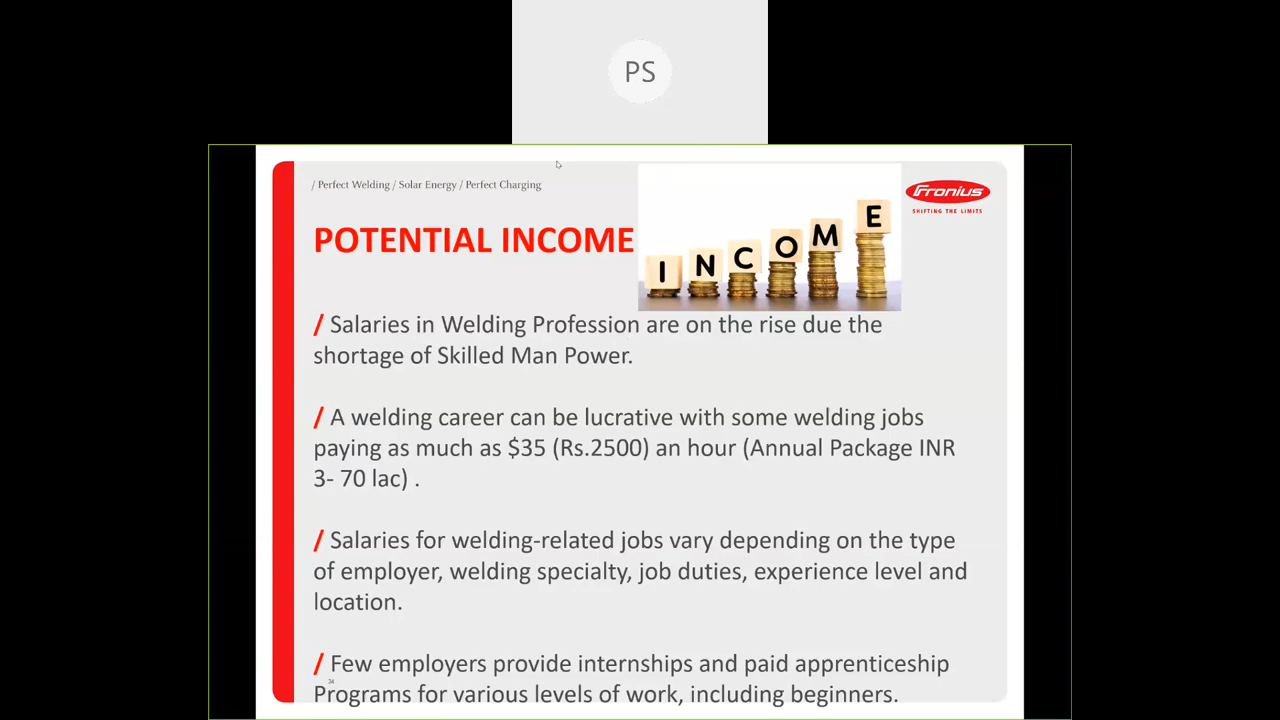 PS
/ Perfect Welding / Solar Energy / Perfect Charging
Fronius
SHIFTING THE LIMITS
POTENTIAL INCOME
I N C O M E
/ Salaries in Welding Profession are on the rise due the
shortage of Skilled Man Power.
/ A welding career can be lucrative with some welding jobs
paying as much as $35 (Rs.2500) an hour (Annual Package INR
3- 70 lac) .
/ Salaries for welding-related jobs vary depending on the type
of employer, welding specialty, job duties, experience level and
location.
/ Few employers provide internships and paid apprenticeship
34
Programs for various levels of work, including beginners.